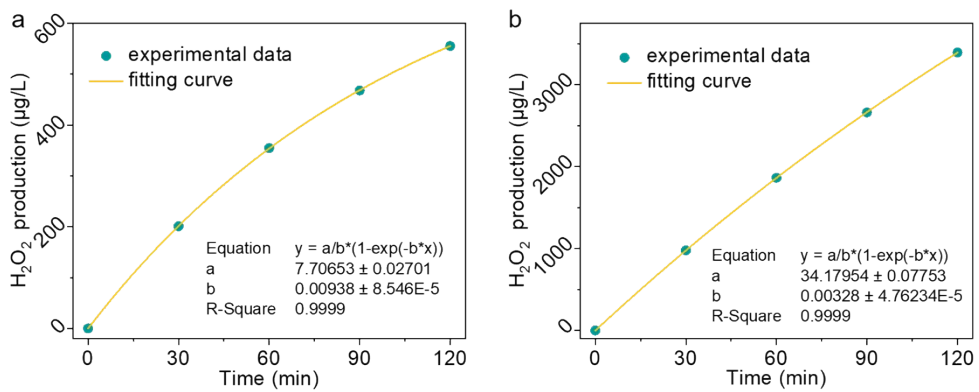 a
H₂O₂ production (µg/L)
600
400
200
0
experimental data
fitting curve
Equation y = a/b*(1-exp(-b*x))
a 7.70653 ± 0.02701
b 0.00938 ± 8.546E-5
R-Square 0.9999
0 30 60 90 120
Time (min)
b
H₂O₂ production (µg/L)
3000
2000
1000
0
experimental data
fitting curve
Equation y = a/b*(1-exp(-b*x))
a 34.17954 ± 0.07753
b 0.00328 ± 4.76234E-5
R-Square 0.9999
0 30 60 90 120
Time (min)